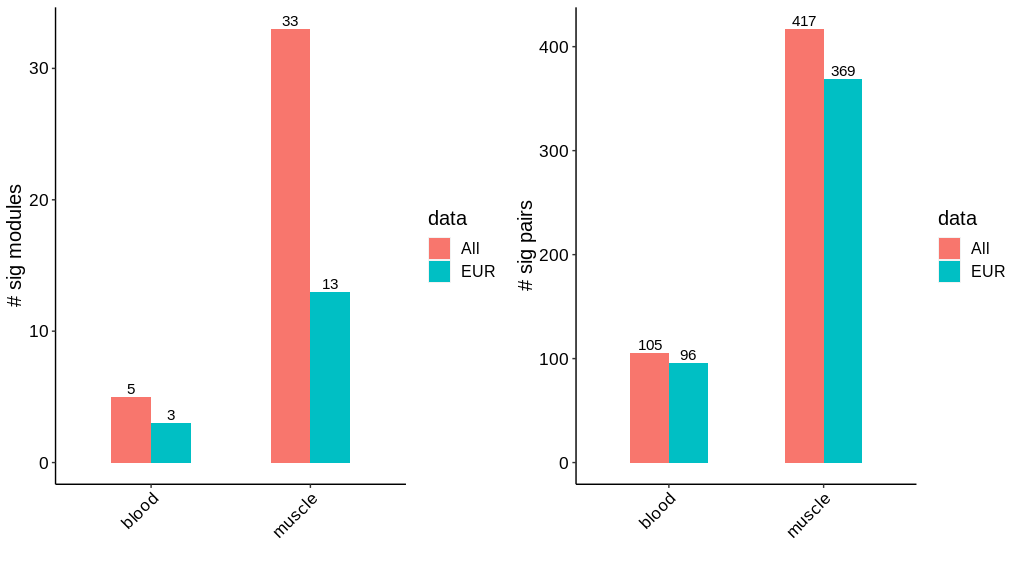 # sig modules
30
20
10
0
33
13
5
3
blood
muscle
data
All
EUR
# sig pairs
400
300
200
100
0
417
369
105
96
blood
muscle
data
All
EUR